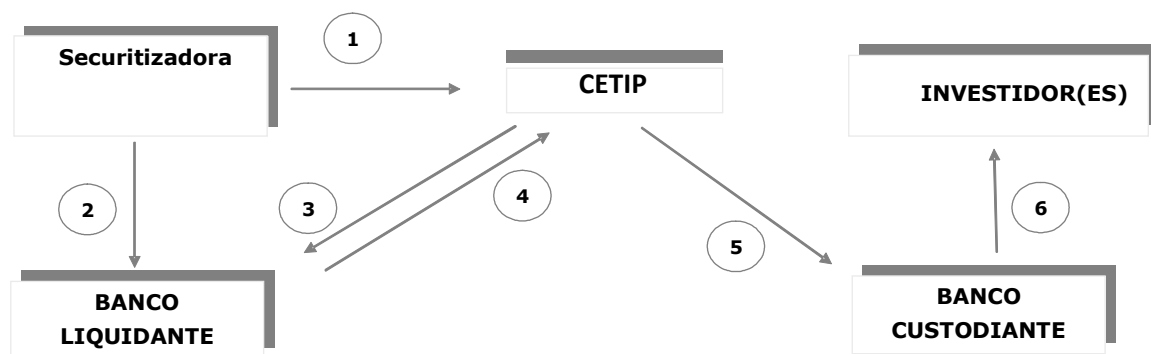 1
Securitizadora
CETIP
INVESTIDOR(ES)
2
3
4
5
6
BANCO
LIQUIDANTE
BANCO
CUSTODIANTE